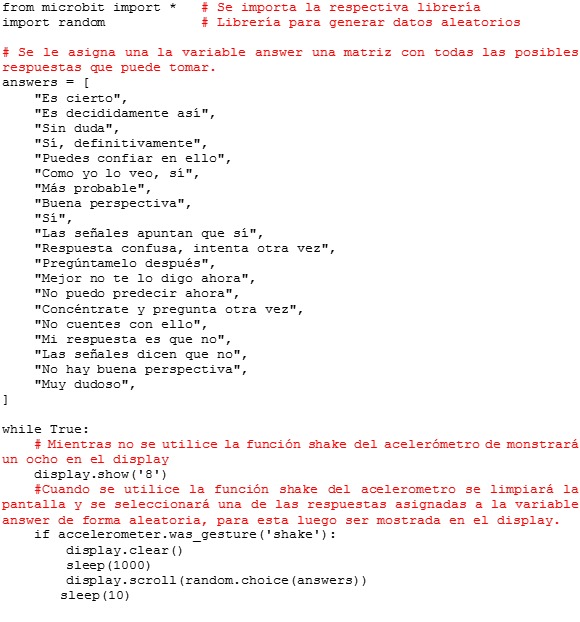 from microbit import *   # Se importa la respectiva librería
import random            # Librería para generar datos aleatorios

# Se le asigna una la variable answer una matriz con todas las posibles
respuestas que puede tomar.
answers = [
    "Es cierto",
    "Es decididamente así",
    "Sin duda",
    "Sí, definitivamente",
    "Puedes confiar en ello",
    "Como yo lo veo, sí",
    "Más probable",
    "Buena perspectiva",
    "Sí",
    "Las señales apuntan que sí",
    "Respuesta confusa, intenta otra vez",
    "Pregúntamelo después",
    "Mejor no te lo digo ahora",
    "No puedo predecir ahora",
    "Concéntrate y pregunta otra vez",
    "No cuentes con ello",
    "Mi respuesta es que no",
    "Las señales dicen que no",
    "No hay buena perspectiva",
    "Muy dudoso",
]

while True:
    # Mientras no se utilice la función shake del acelerómetro de monstrará
un ocho en el display
    display.show('8')
    #Cuando se utilice la función shake del acelerometro se limpiará la
pantalla y se seleccionará una de las respuestas asignadas a la variable
answer de forma aleatoria, para esta luego ser mostrada en el display.
    if accelerometer.was_gesture('shake'):
        display.clear()
        sleep(1000)
        display.scroll(random.choice(answers))
       sleep(10)